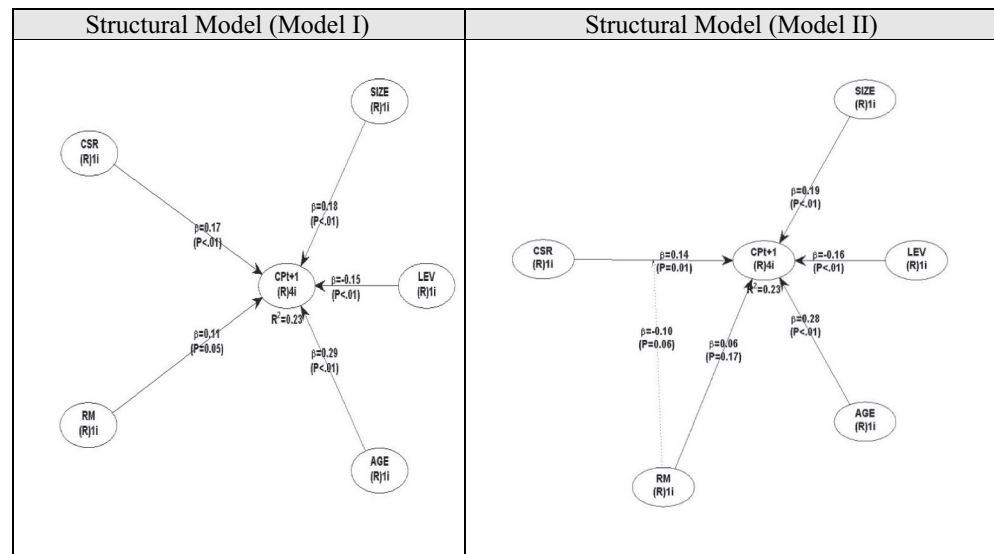 Structural Model (Model I)
SIZE
(R)1i
CSR
(R)1i
β=0.18
(P<.01)
β=0.17
(P<.01)
CPt+1
(R)4i
R²=0.23
β=-0.15
(P<.01)
LEV
(R)1i
β=0.11
(P=0.05)
β=0.29
(P<.01)
RM
(R)1i
AGE
(R)1i
Structural Model (Model II)
SIZE
(R)1i
β=0.19
(P<.01)
CSR
(R)1i
β=0.14
(P=0.01)
CPt+1
(R)4i
R²=0.23
β=-0.16
(P<.01)
LEV
(R)1i
β=-0.10
(P=0.06)
β=0.06
(P=0.17)
β=0.28
(P<.01)
AGE
(R)1i
RM
(R)1i